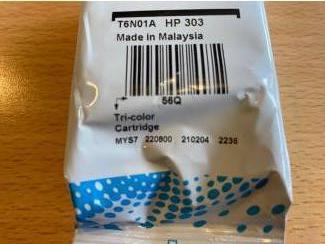 T6N01A HP 303
Made in Malaysia
56Q
Tri-color
Cartridge
MYS7 220800 210204 2236